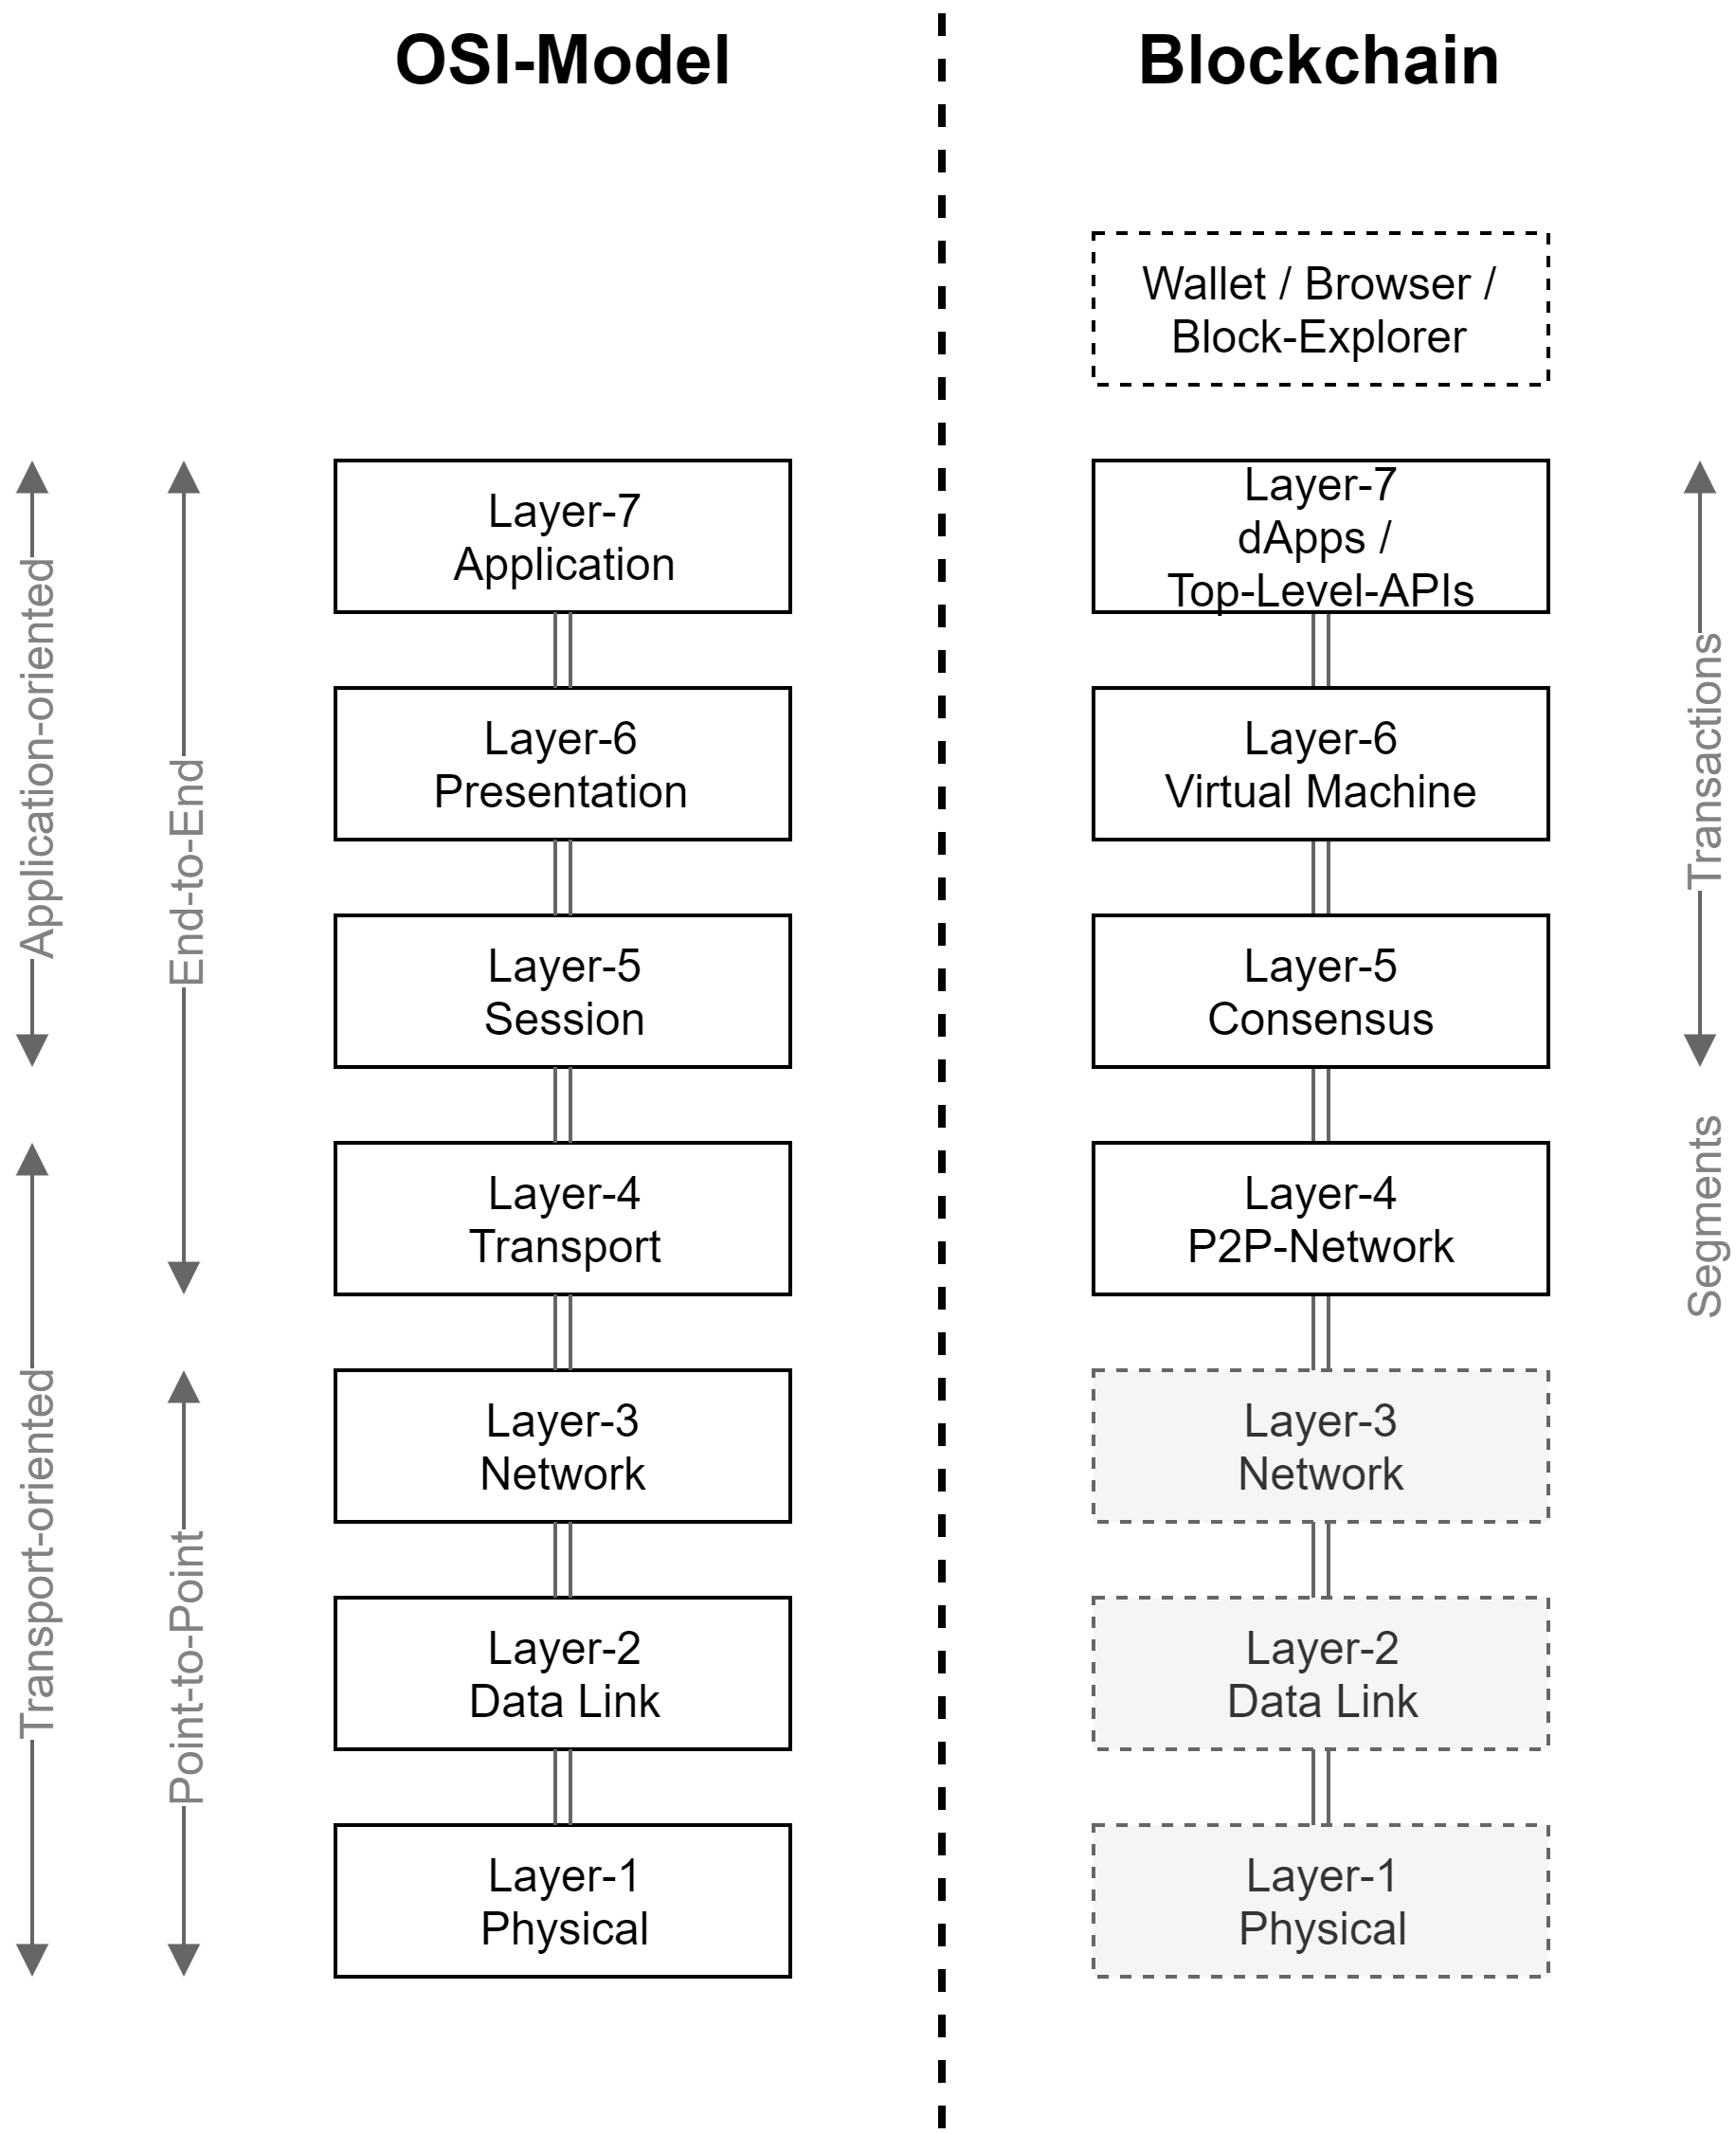 OSI-Model
Blockchain
Wallet / Browser /
Block-Explorer
Application-oriented
End-to-End
Layer-7
Application
Layer-7
dApps /
Top-Level-APIs
Transactions
Layer-6
Presentation
Layer-6
Virtual Machine
Layer-5
Session
Layer-5
Consensus
Layer-4
Transport
Layer-4
P2P-Network
Segments
Transport-oriented
Point-to-Point
Layer-3
Network
Layer-3
Network
Layer-2
Data Link
Layer-2
Data Link
Layer-1
Physical
Layer-1
Physical